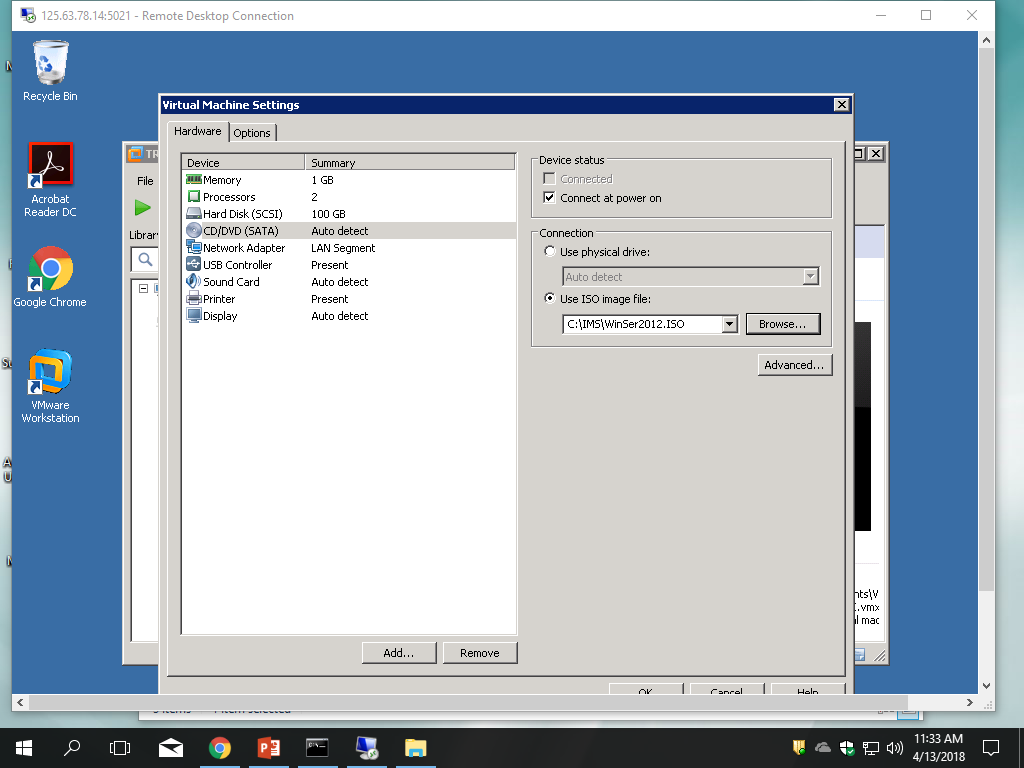 125.63.78.14:5021 - Remote Desktop Connection
Recycle Bin
Acrobat
Reader DC
Google Chrome
VMware
Workstation
File
Library
Virtual Machine Settings
Hardware
Options
Device Summary
Memory 1 GB
Processors 2
Hard Disk (SCSI) 100 GB
CD/DVD (SATA) Auto detect
Network Adapter LAN Segment
USB Controller Present
Sound Card Auto detect
Printer Present
Display Auto detect
Add...
Remove
Device status
Connected
Connect at power on
Connection
Use physical drive:
Auto detect
Use ISO image file:
C:\IMS\WinSer2012.ISO
Browse...
Advanced...
OK
Cancel
Help
nts\V
.vmx
l mac
11:33 AM
4/13/2018